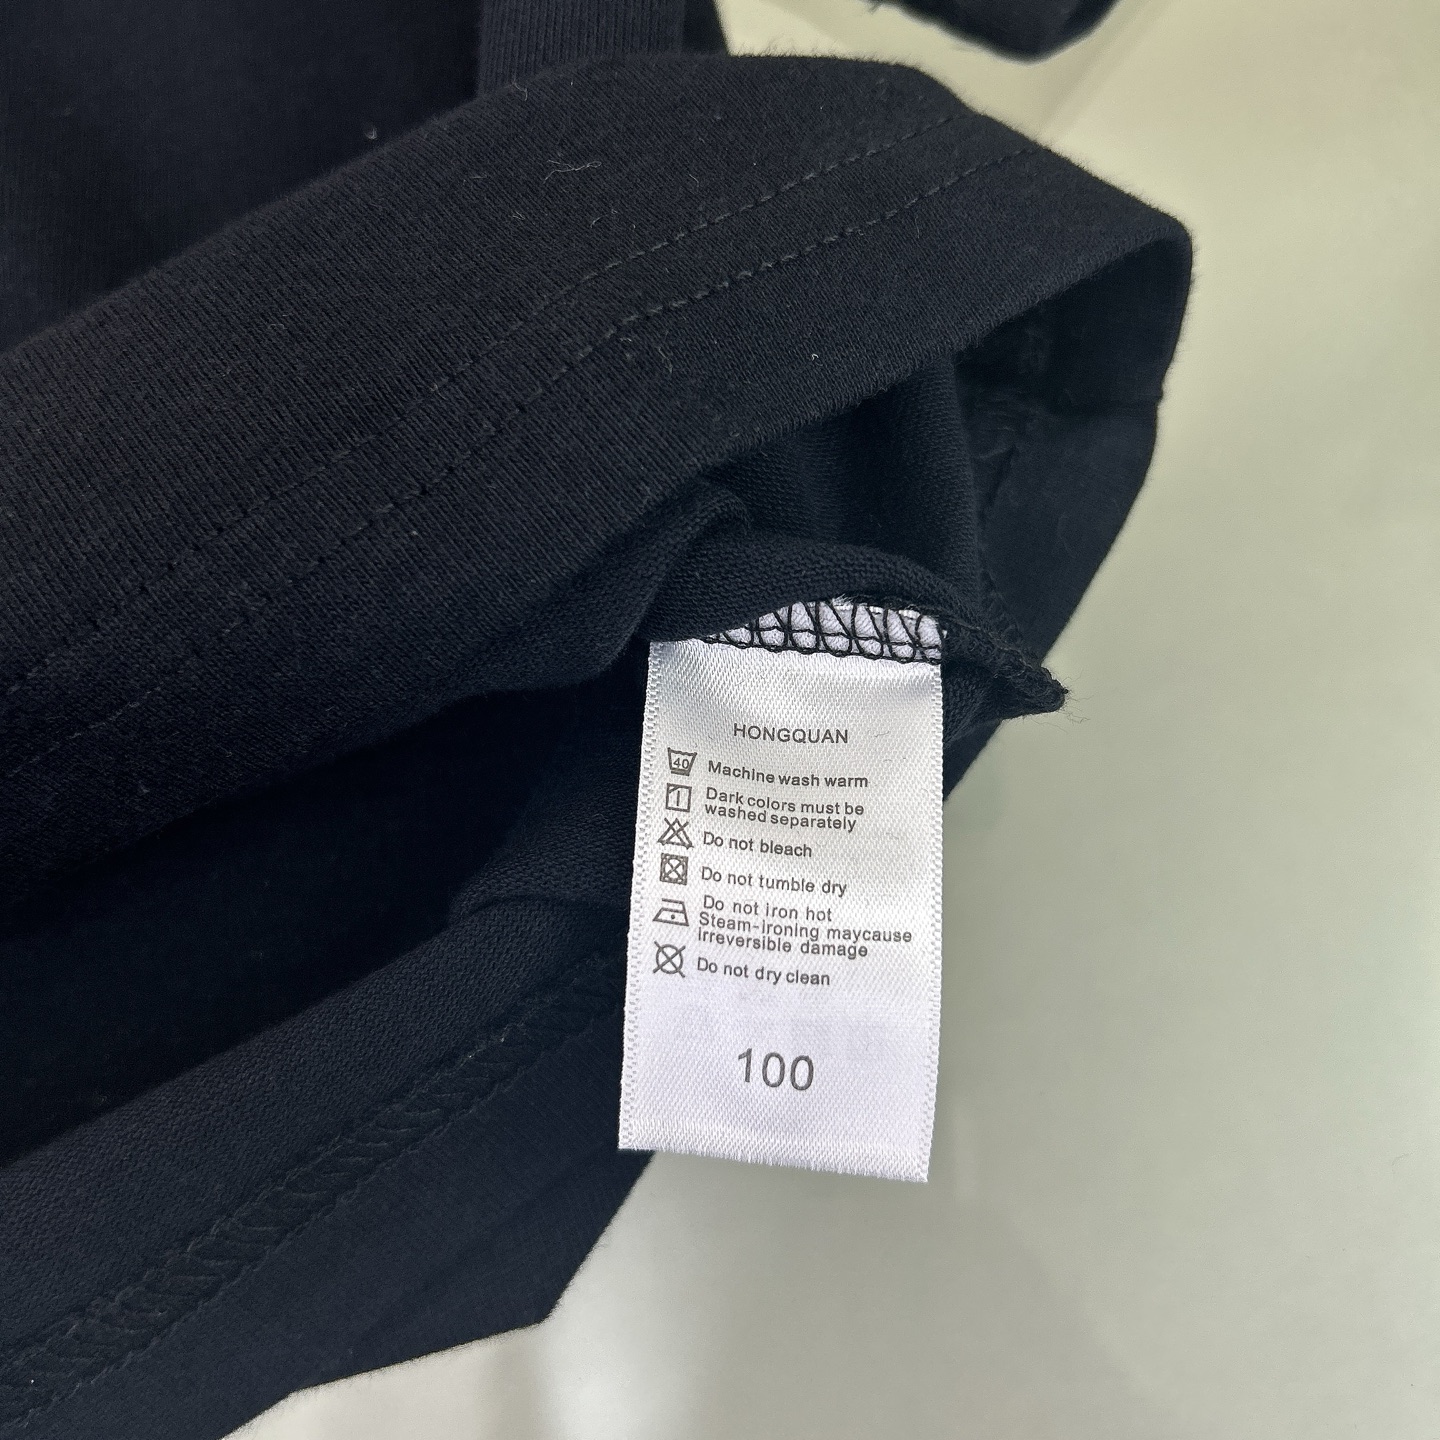 HONGQUAN
40 Machine wash warm
Dark colors must be
washed separately
Do not bleach
Do not tumble dry
Do not iron hot
Steam-ironing maycause
Irreversible damage
Do not dry clean
100